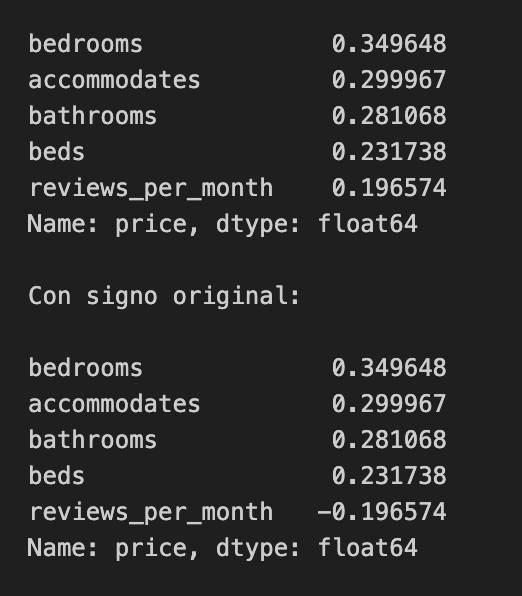 bedrooms 0.349648
accommodates 0.299967
bathrooms 0.281068
beds 0.231738
reviews_per_month 0.196574
Name: price, dtype: float64
Con signo original:
bedrooms 0.349648
accommodates 0.299967
bathrooms 0.281068
beds 0.231738
reviews_per_month -0.196574
Name: price, dtype: float64